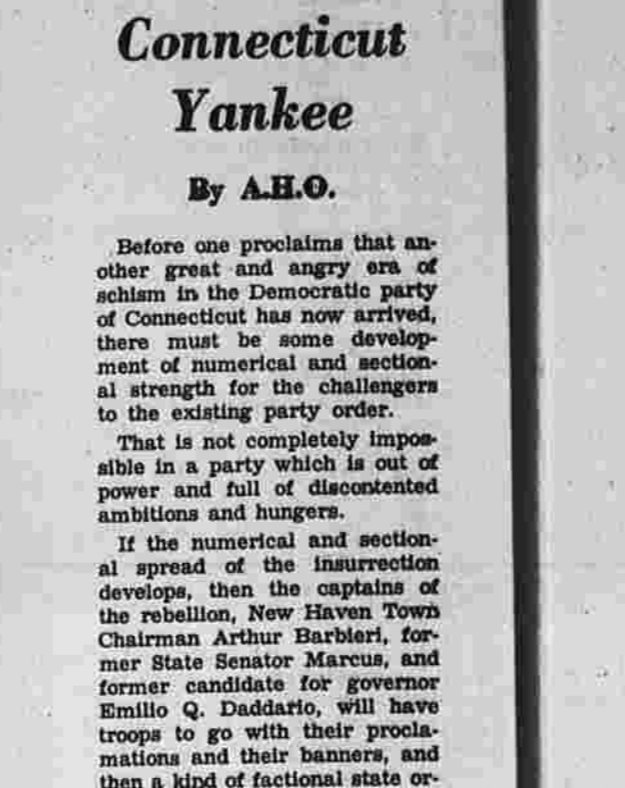 Connecticut
Yankee
By A.H.O.
Before one proclaims that an-
other great and angry era of
schism in the Democratic party
of Connecticut has now arrived,
there must be some develop-
ment of numerical and section-
al strength for the challengers
to the existing party order.
That is not completely impos-
sible in a party which is out of
power and full of discontented
ambitions and hungers.
If the numerical and section-
al spread of the insurrection
develops, then the captains of
the rebellion, New Haven Town
Chairman Arthur Barbieri, for-
mer State Senator Marcus, and
former candidate for governor
Emilio Q. Daddario, will have
troops to go with their procla-
mations and their banners, and
then a kind of factional state or-